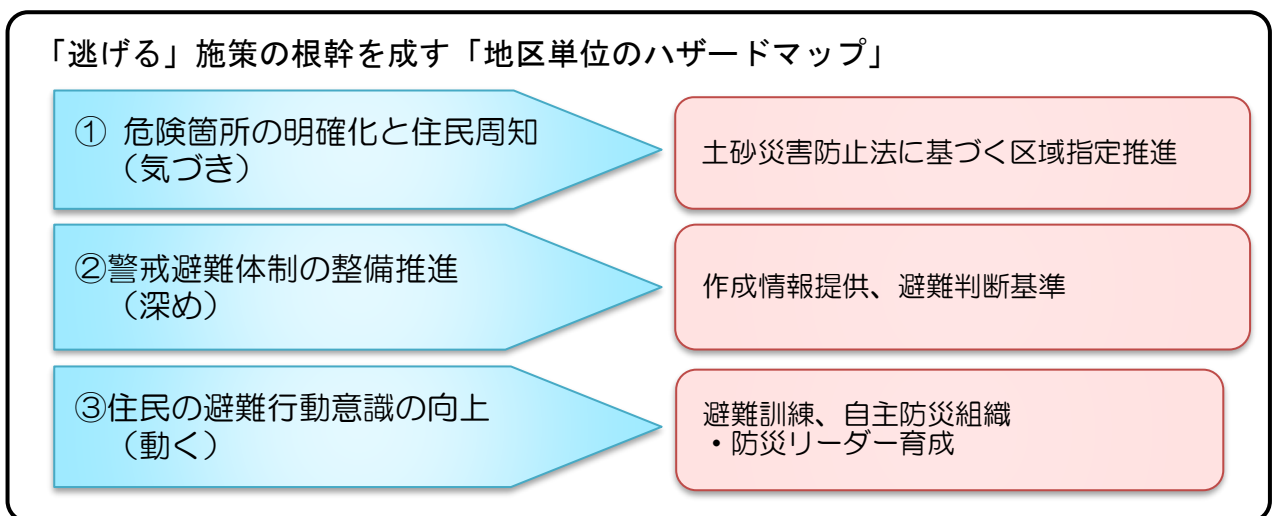 「逃げる」施策の根幹を成す「地区単位のハザードマップ」
① 危険箇所の明確化と住民周知
（気づき）
土砂災害防止法に基づく区域指定推進
②警戒避難体制の整備推進
（深め）
作成情報提供、避難判断基準
③住民の避難行動意識の向上
（動く）
避難訓練、自主防災組織
・防災リーダー育成